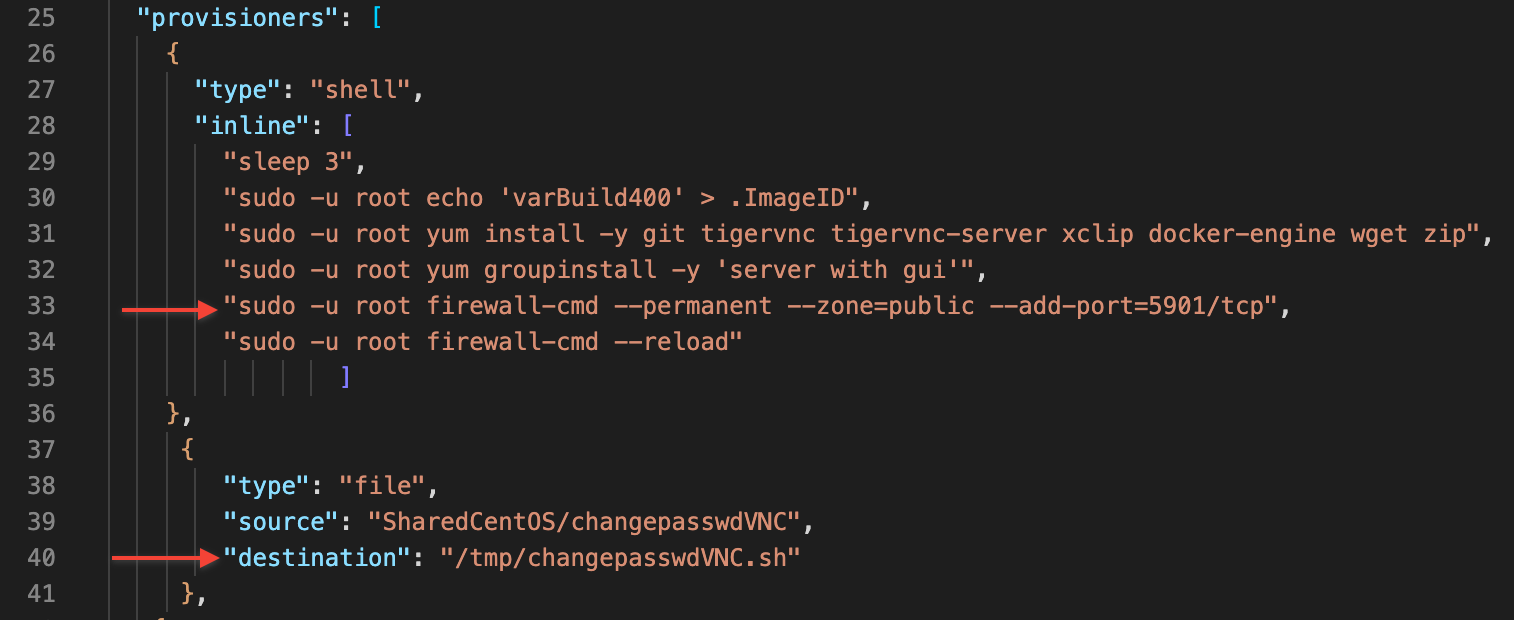 25 "provisioners": [
26 {
27 "type": "shell",
28 "inline": [
29 "sleep 3",
30 "sudo -u root echo 'varBuild400' > .ImageID",
31 "sudo -u root yum install -y git tigervnc tigervnc-server xclip docker-engine wget zip",
32 "sudo -u root yum groupinstall -y 'server with gui'",
33 "sudo -u root firewall-cmd --permanent --zone=public --add-port=5901/tcp",
34 "sudo -u root firewall-cmd --reload"
35 ]
36 },
37 {
38 "type": "file",
39 "source": "SharedCentOS/changepasswdVNC",
40 "destination": "/tmp/changepasswdVNC.sh"
41 },